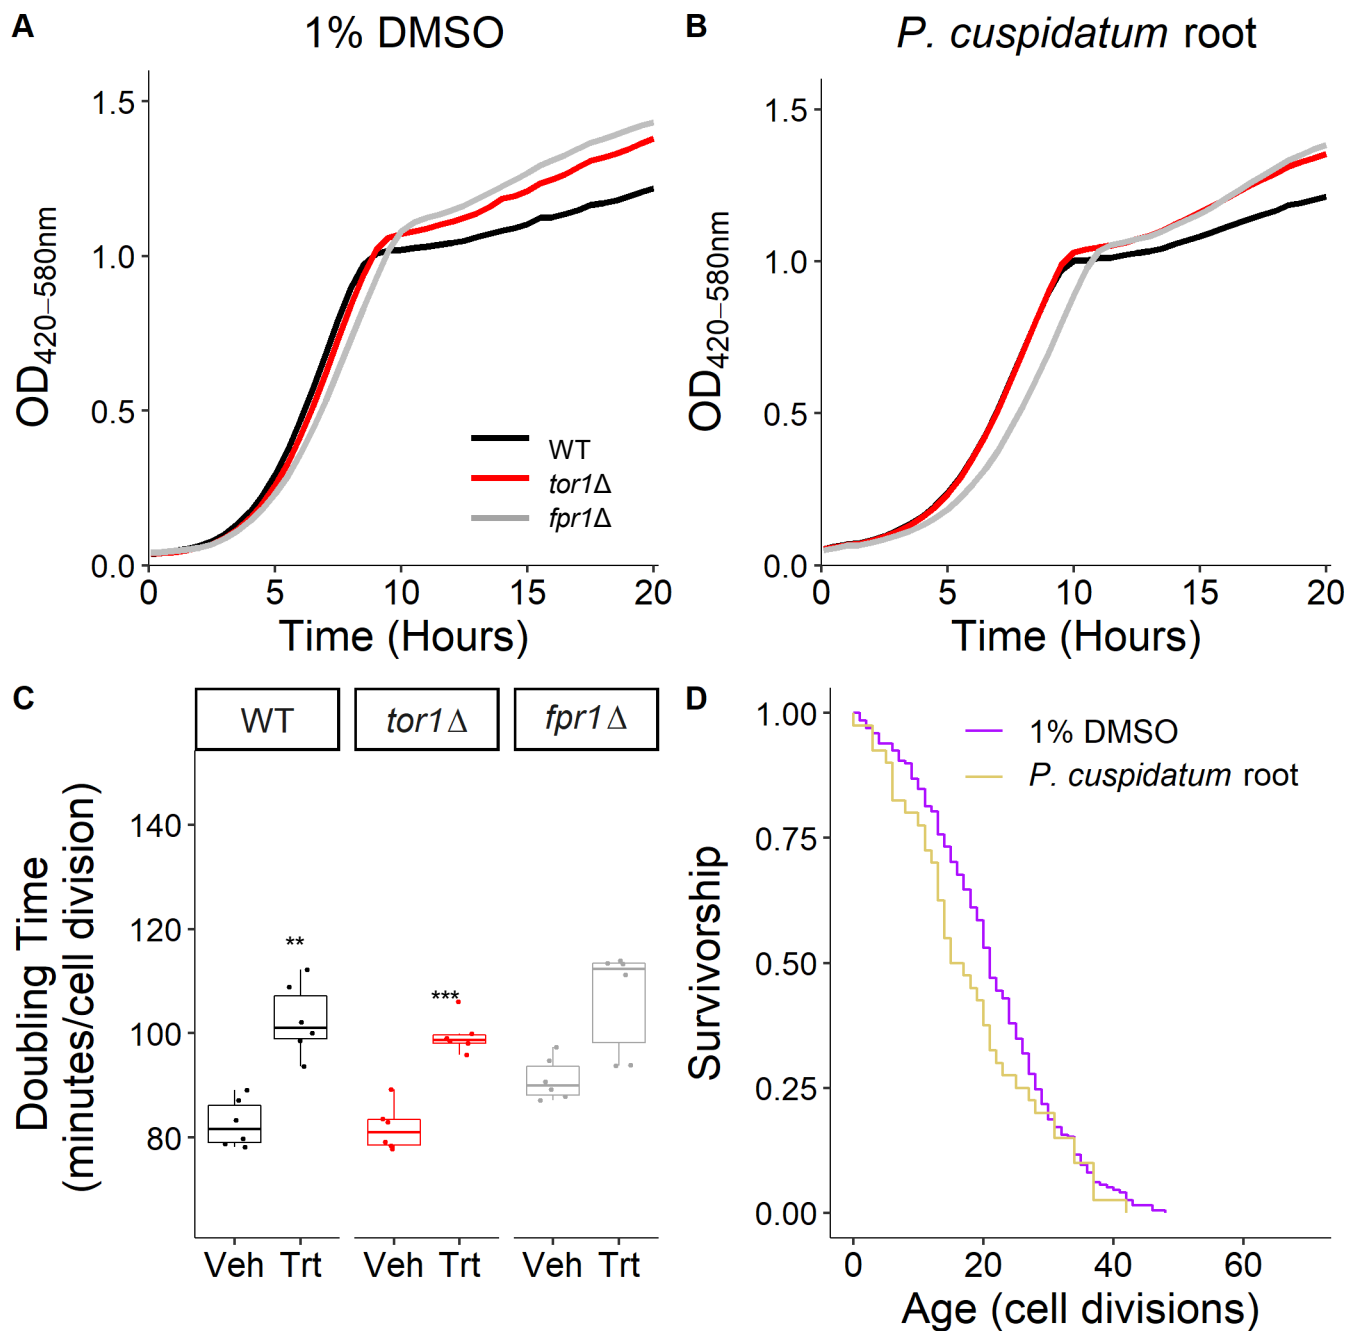 A
1% DMSO
OD420−580nm
1.5
1.0
0.5
0.0
WT
tor1Δ
fpr1Δ
0 5 10 15 20
Time (Hours)
B
P. cuspidatum root
OD420−580nm
1.5
1.0
0.5
0.0
0 5 10 15 20
Time (Hours)
C
WT tor1Δ fpr1Δ
Doubling Time
(minutes/cell division)
140
120
100
80
**
***
Veh Trt Veh Trt Veh Trt
D
Survivorship
1.00
0.75
0.50
0.25
0.00
1% DMSO
P. cuspidatum root
0 20 40 60
Age (cell divisions)